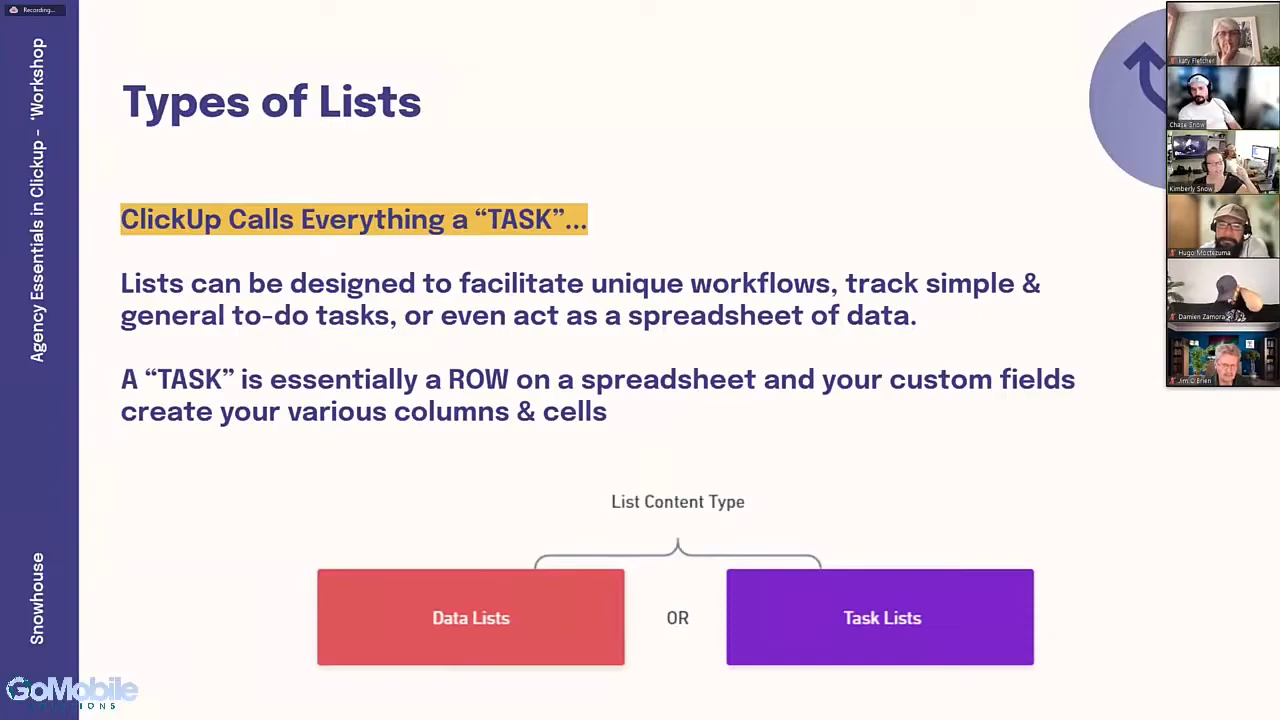 Recording...
Agency Essentials in Clickup - 'Workshop
Snowhouse
Types of Lists
ClickUp Calls Everything a “TASK”...
Lists can be designed to facilitate unique workflows, track simple &
general to-do tasks, or even act as a spreadsheet of data.
A “TASK” is essentially a ROW on a spreadsheet and your custom fields
create your various columns & cells
List Content Type
Data Lists
OR
Task Lists
Katy Fletcher
Chase Snow
Kimberly Snow
Hugo Moctezuma
Damien Zamora
Jim O Brien
GoMobile